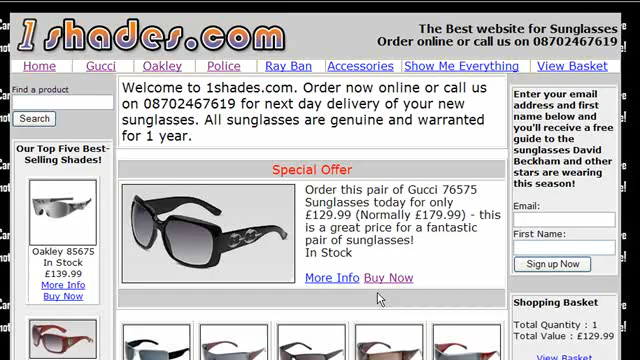 1shades.com
The Best website for Sunglasses
Order online or call us on 08702467619
Home Gucci Oakley Police Ray Ban Accessories Show Me Everything View Basket
Find a product
Search
Our Top Five Best-
Selling Shades!
Oakley 85675
In Stock
£139.99
More Info
Buy Now
Welcome to 1shades.com. Order now online or call us
on 08702467619 for next day delivery of your new
sunglasses. All sunglasses are genuine and warranted
for 1 year.
Special Offer
Order this pair of Gucci 76575
Sunglasses today for only
£129.99 (Normally £179.99) - this
is a great price for a fantastic
pair of sunglasses!
In Stock
More Info Buy Now
Enter your email
address and first
name below and
you'll receive a free
guide to the
sunglasses David
Beckham and other
stars are wearing
this season!
Email:
First Name:
Sign up Now
Shopping Basket
Total Quantity : 1
Total Value : £129.99
View Basket